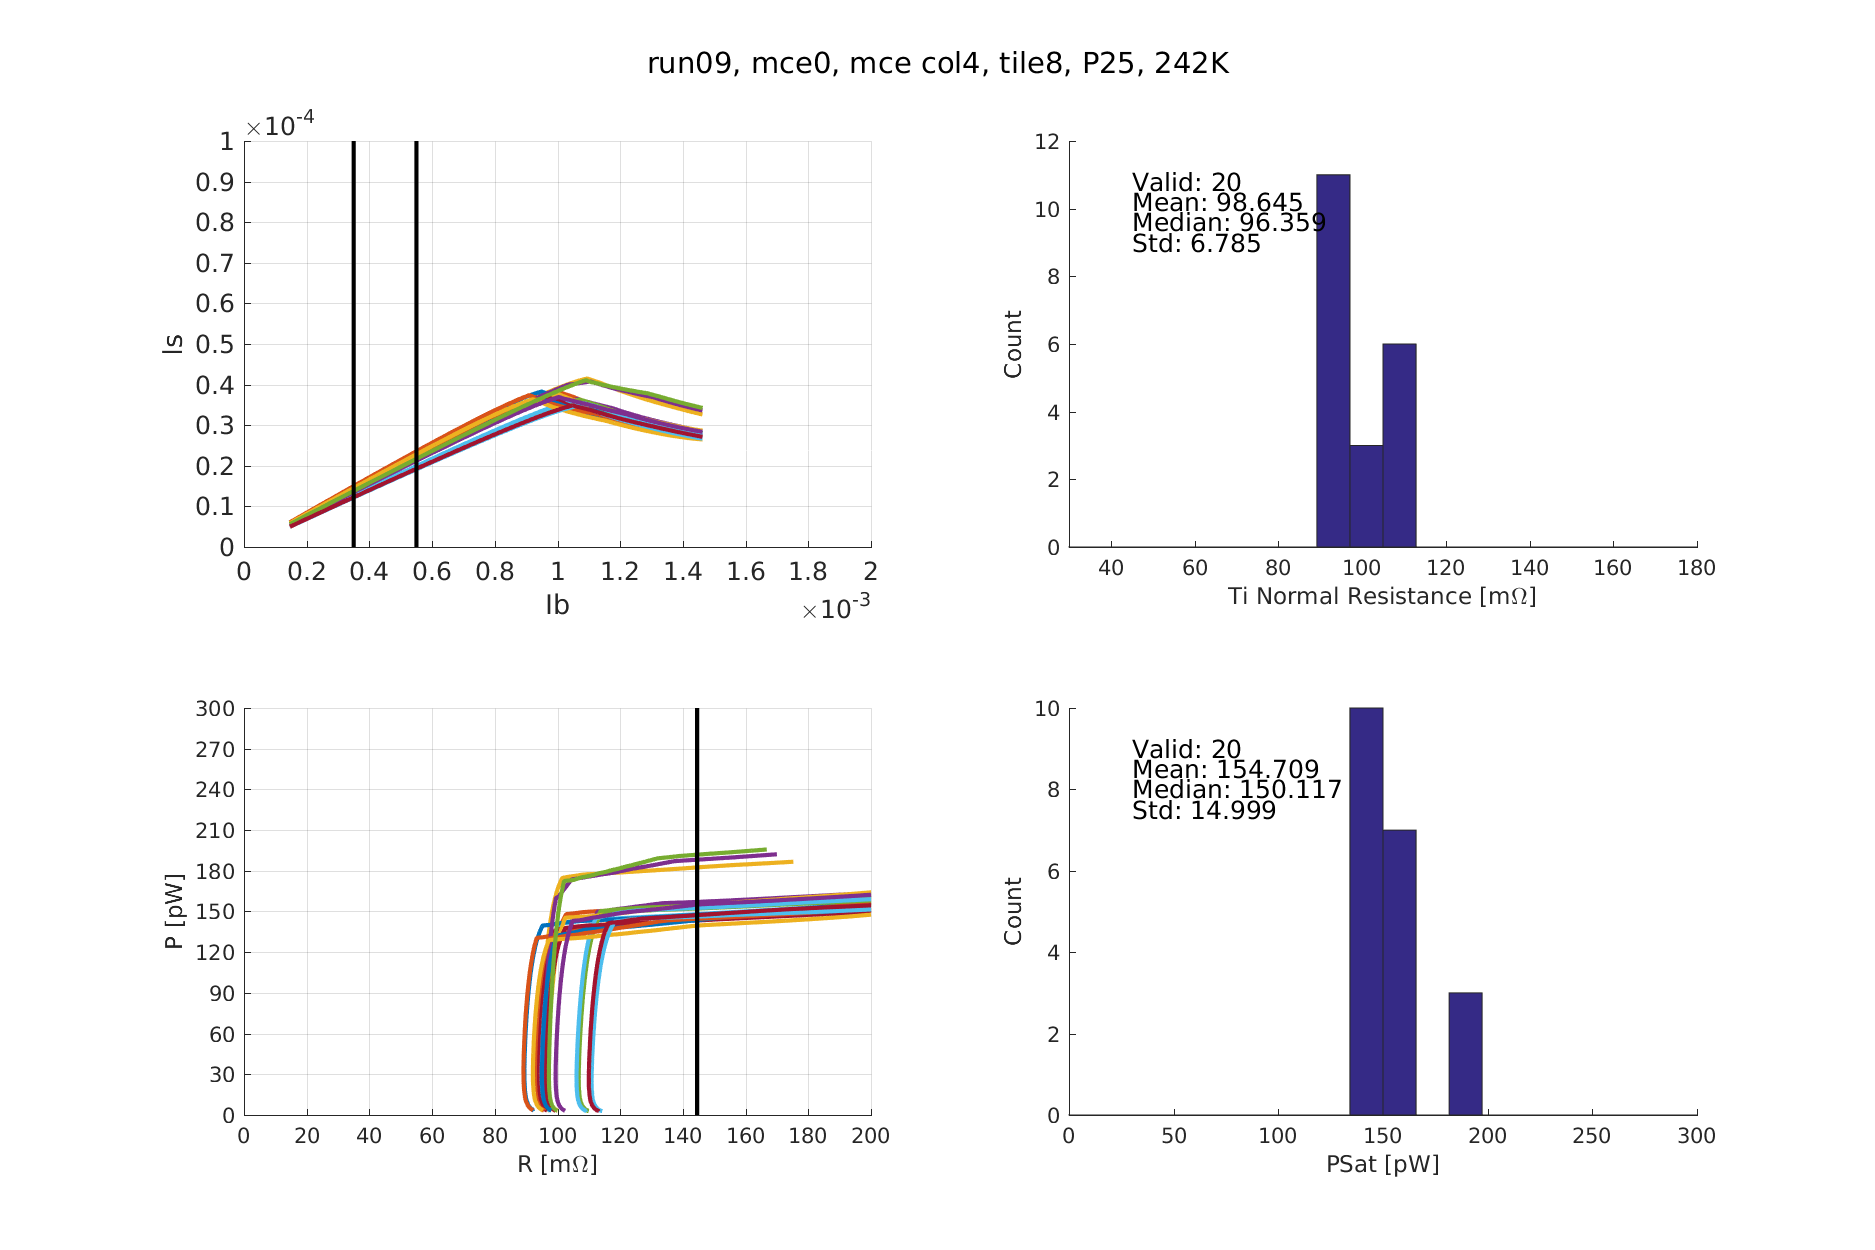 run09, mce0, mce col4, tile8, P25, 242K
×10-4
1
0.9
0.8
0.7
0.6
0.5
0.4
0.3
0.2
0.1
0
Is
0 0.2 0.4 0.6 0.8 1 1.2 1.4 1.6 1.8 2
Ib
×10-3
12
10
8
6
4
2
0
Count
Valid: 20
Mean: 98.645
Median: 96.359
Std: 6.785
40 60 80 100 120 140 160 180
Ti Normal Resistance [mΩ]
300
270
240
210
180
150
120
90
60
30
0
P [pW]
0 20 40 60 80 100 120 140 160 180 200
R [mΩ]
10
8
6
4
2
0
Count
Valid: 20
Mean: 154.709
Median: 150.117
Std: 14.999
0 50 100 150 200 250 300
PSat [pW]